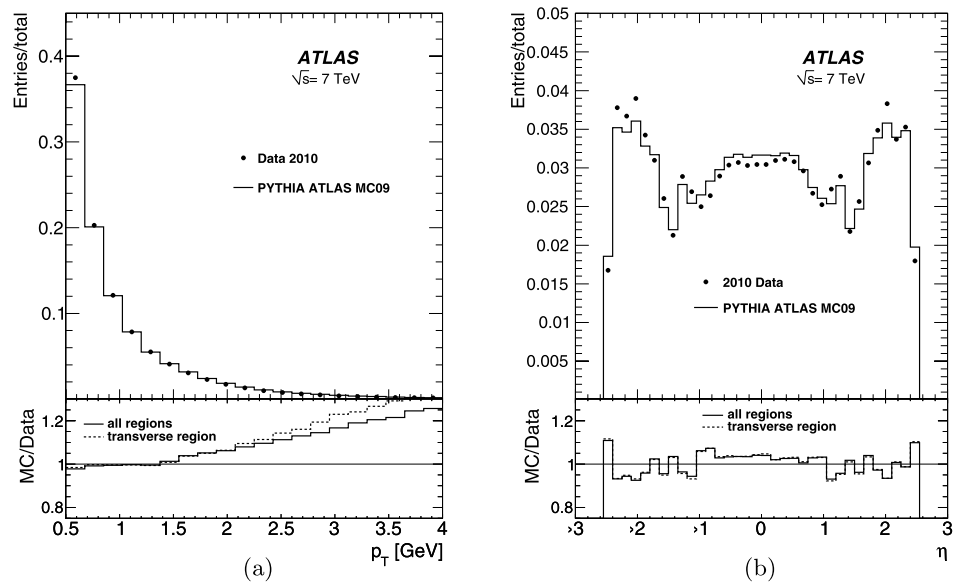 Entries/total
0.4
0.3
0.2
0.1
ATLAS
√s= 7 TeV
Data 2010
PYTHIA ATLAS MC09
MC/Data
1.2
1
0.8
all regions
transverse region
0.5 1 1.5 2 2.5 3 3.5 4
p_T [GeV]
(a)
Entries/total
0.05
0.045
0.04
0.035
0.03
0.025
0.02
0.015
0.01
0.005
ATLAS
√s= 7 TeV
2010 Data
PYTHIA ATLAS MC09
MC/Data
1.2
1
0.8
all regions
transverse region
›3 ›2 ›1 0 1 2 3
η
(b)